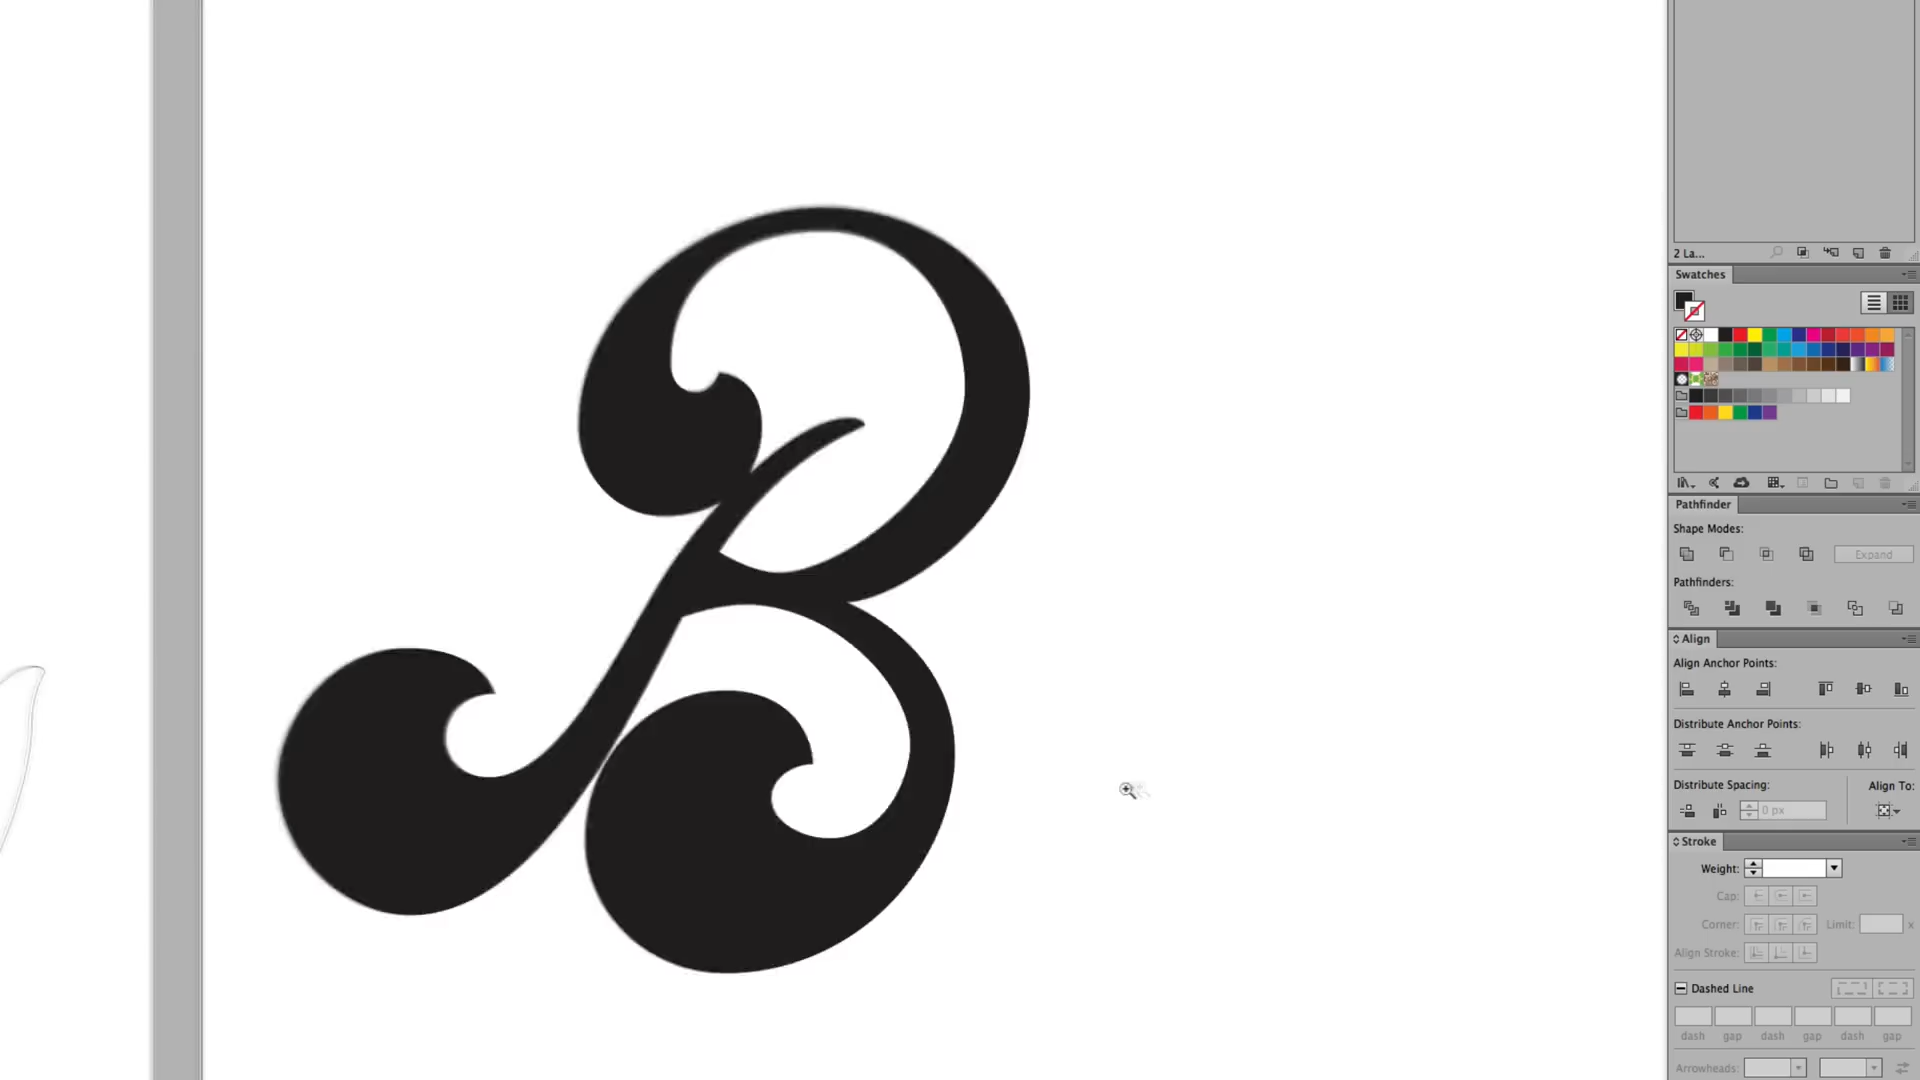 B
2 La...
Swatches
Pathfinder
Shape Modes:
Expand
Pathfinders:
Align
Align Anchor Points:
Distribute Anchor Points:
Distribute Spacing:
Align To:
0 px
Stroke
Weight:
Cap:
Corner:
Limit:
x
Align Stroke:
Dashed Line
dash gap dash gap dash gap
Arrowheads: